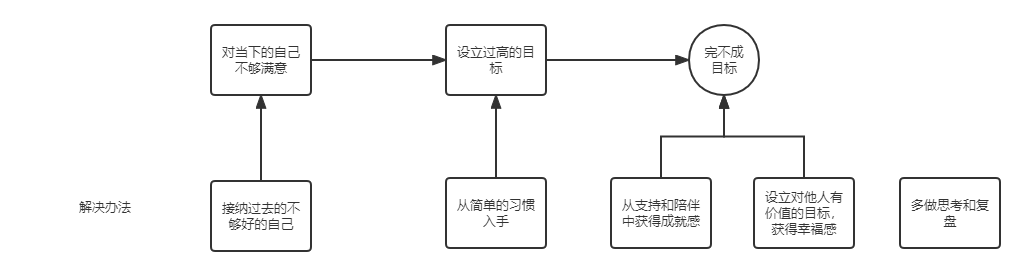 对当下的自己
不够满意
设立过高的目
标
完不成
目标
解决办法
接纳过去的不
够好的自己
从简单的习惯
入手
从支持和陪伴
中获得成就感
设立对他人有
价值的目标，
获得幸福感
多做思考和复
盘